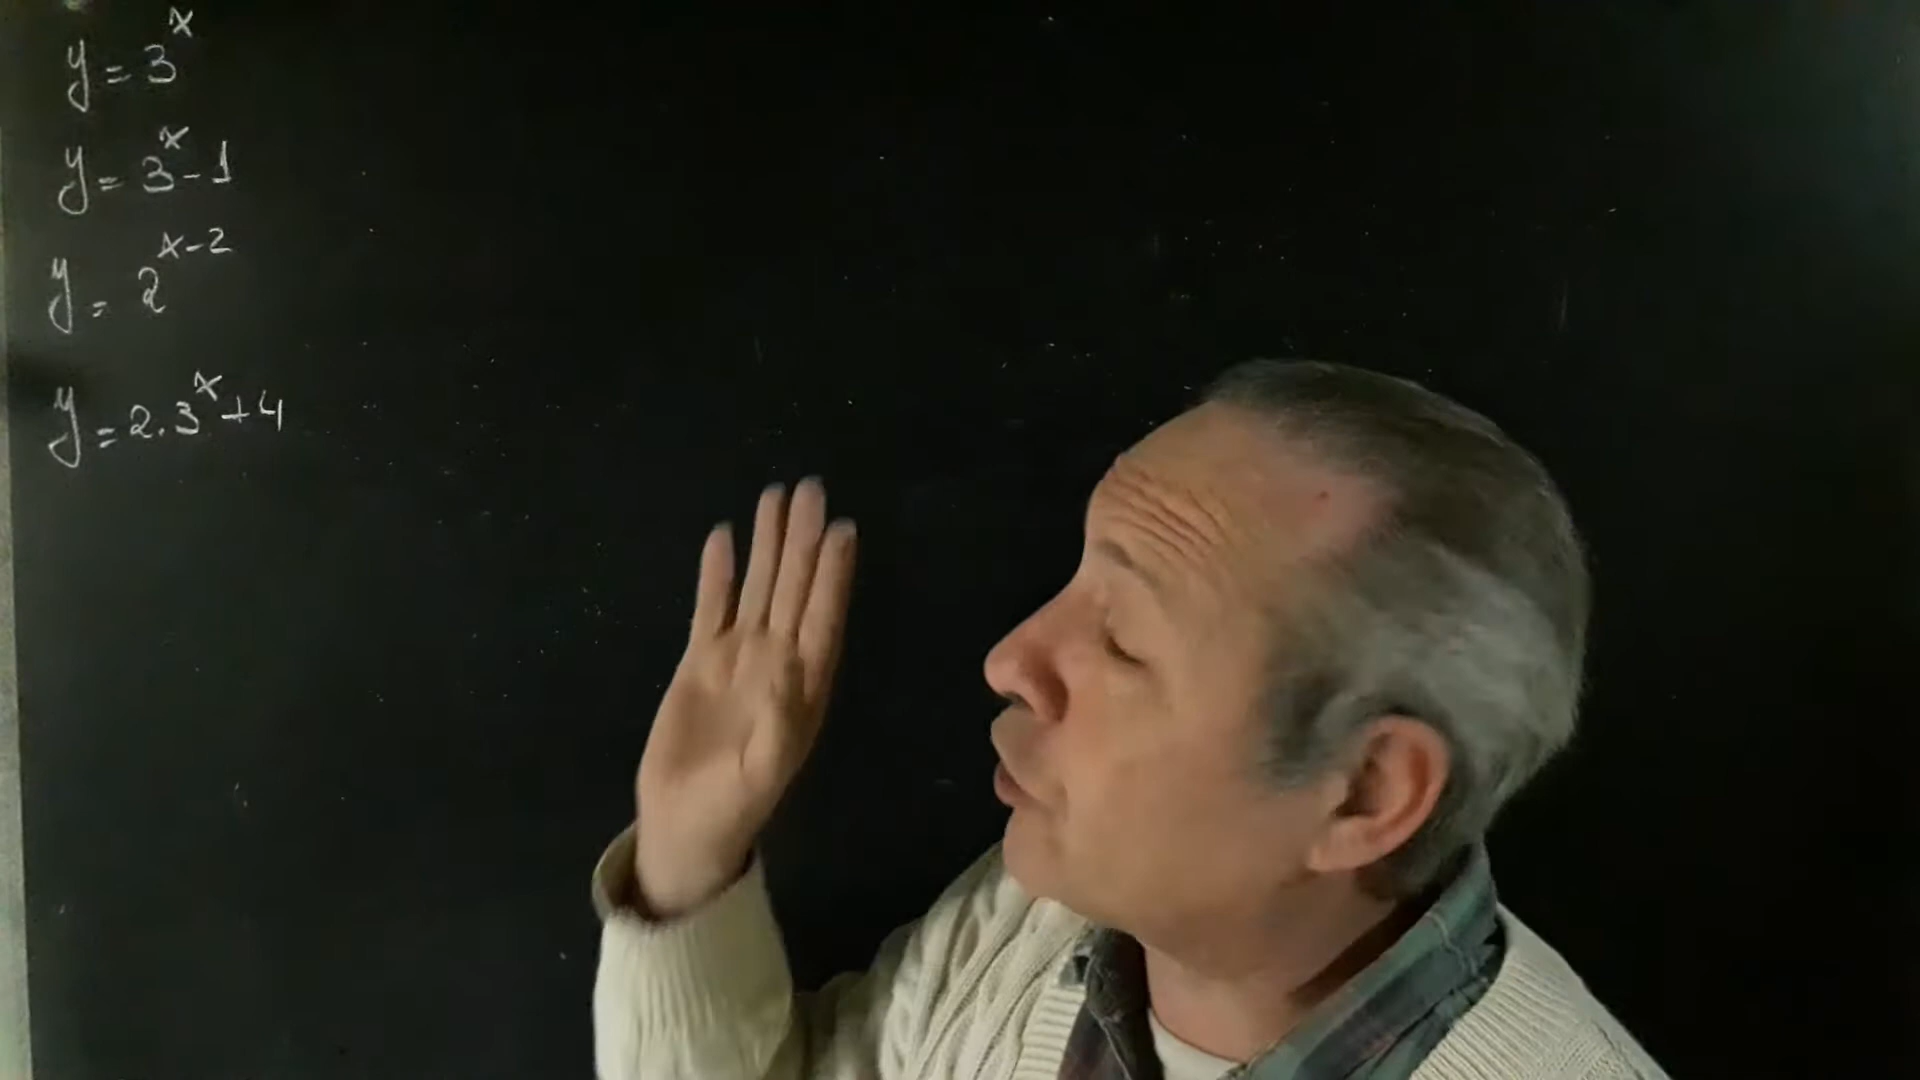 y = 3^x
y = 3^x - 1
y = 2^{x-2}
y = 2.3^x + 4